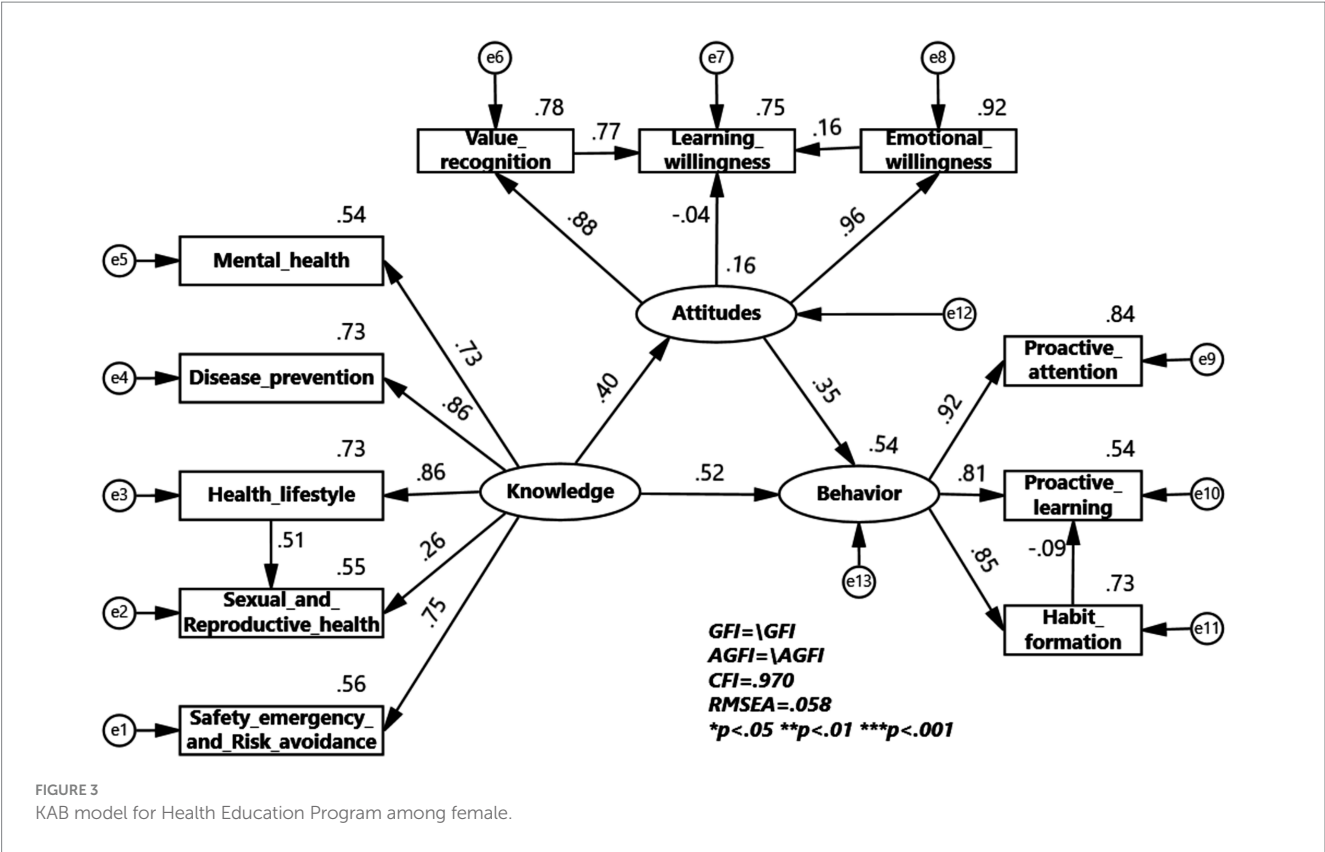 e6
e7
e8
.78
.75
.92
Value_
recognition
.77
Learning_
willingness
.16
Emotional_
willingness
.88
-.04
.96
.54
e5
Mental_health
.16
Attitudes
e12
.73
e4
Disease_prevention
.73
.86
.40
.35
.84
Proactive_
attention
e9
.92
.73
e3
Health_lifestyle
.86
Knowledge
.52
.54
Behavior
.81
.54
Proactive_
learning
e10
.51
.26
.55
e2
Sexual_and_
Reproductive_health
.75
e13
.85
-.09
.73
Habit_
formation
e11
.56
e1
Safety_emergency_
and_Risk_avoidance
GFI=\GFI
AGFI=\AGFI
CFI=.970
RMSEA=.058
*p<.05 **p<.01 ***p<.001
FIGURE 3
KAB model for Health Education Program among female.